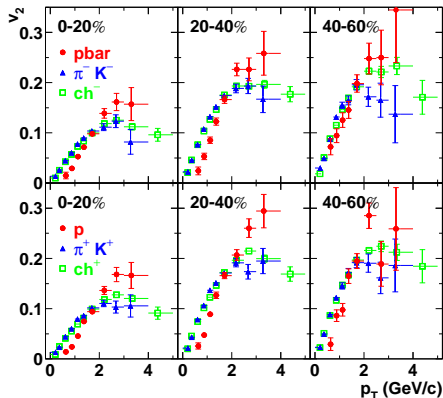 v2
0-20% 20-40% 40-60%
0.3
pbar
π− K−
0.2
ch−
0.1
0
0-20% 20-40% 40-60%
0.3
p
π+ K+
0.2
ch+
0.1
0
0 2 4 0 2 4 0 2 4
pT (GeV/c)